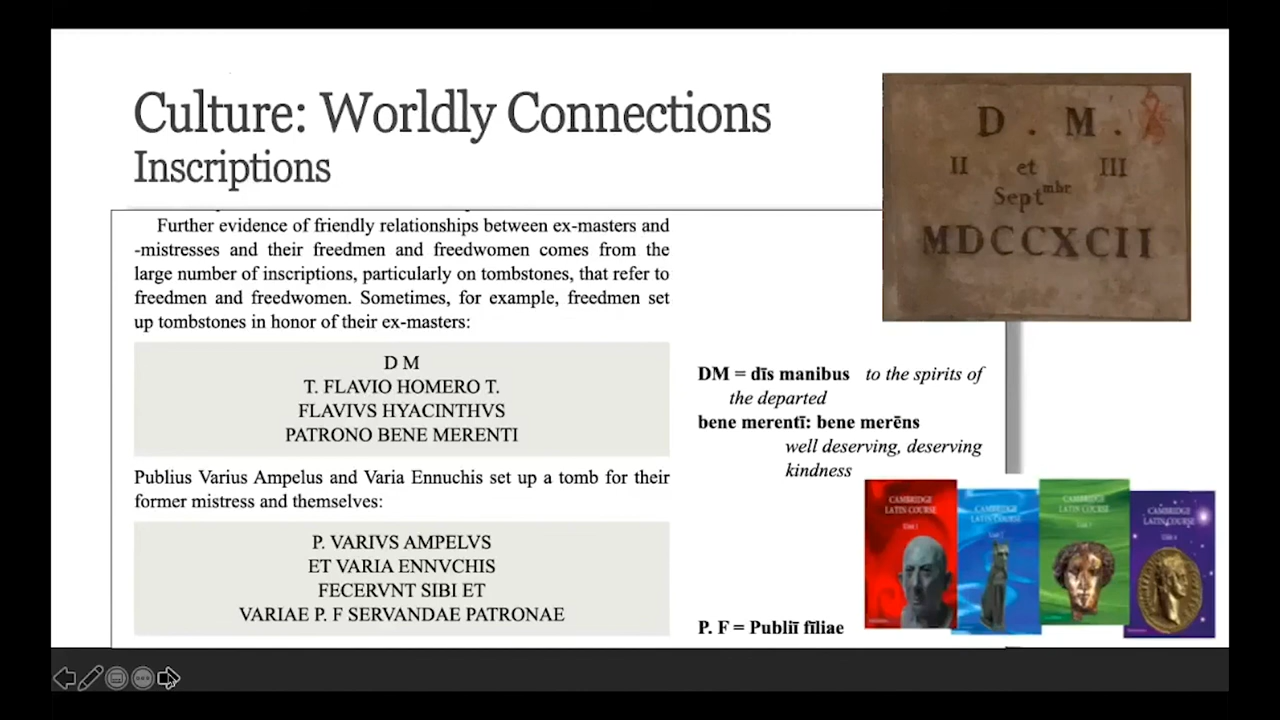 Culture: Worldly Connections
Inscriptions
D . M .
II et III
Septmbr
MDCCXCII
Further evidence of friendly relationships between ex-masters and
-mistresses and their freedmen and freedwomen comes from the
large number of inscriptions, particularly on tombstones, that refer to
freedmen and freedwomen. Sometimes, for example, freedmen set
up tombstones in honor of their ex-masters:
D M
T. FLAVIO HOMERO T.
FLAVIVS HYACINTHVS
PATRONO BENE MERENTI
Publius Varius Ampelus and Varia Ennuchis set up a tomb for their
former mistress and themselves:
P. VARIVS AMPELVS
ET VARIA ENNVCHIS
FECERVNT SIBI ET
VARIAE P. F SERVANDAE PATRONAE
DM = dīs manibus to the spirits of
the departed
bene merentī: bene merēns
well deserving, deserving
kindness
P. F = Publiī fīliae
CAMBRIDGE
LATIN COURSE
CAMBRIDGE
LATIN COURSE
CAMBRIDGE
LATIN COURSE
CAMBRIDGE
LATIN COURSE